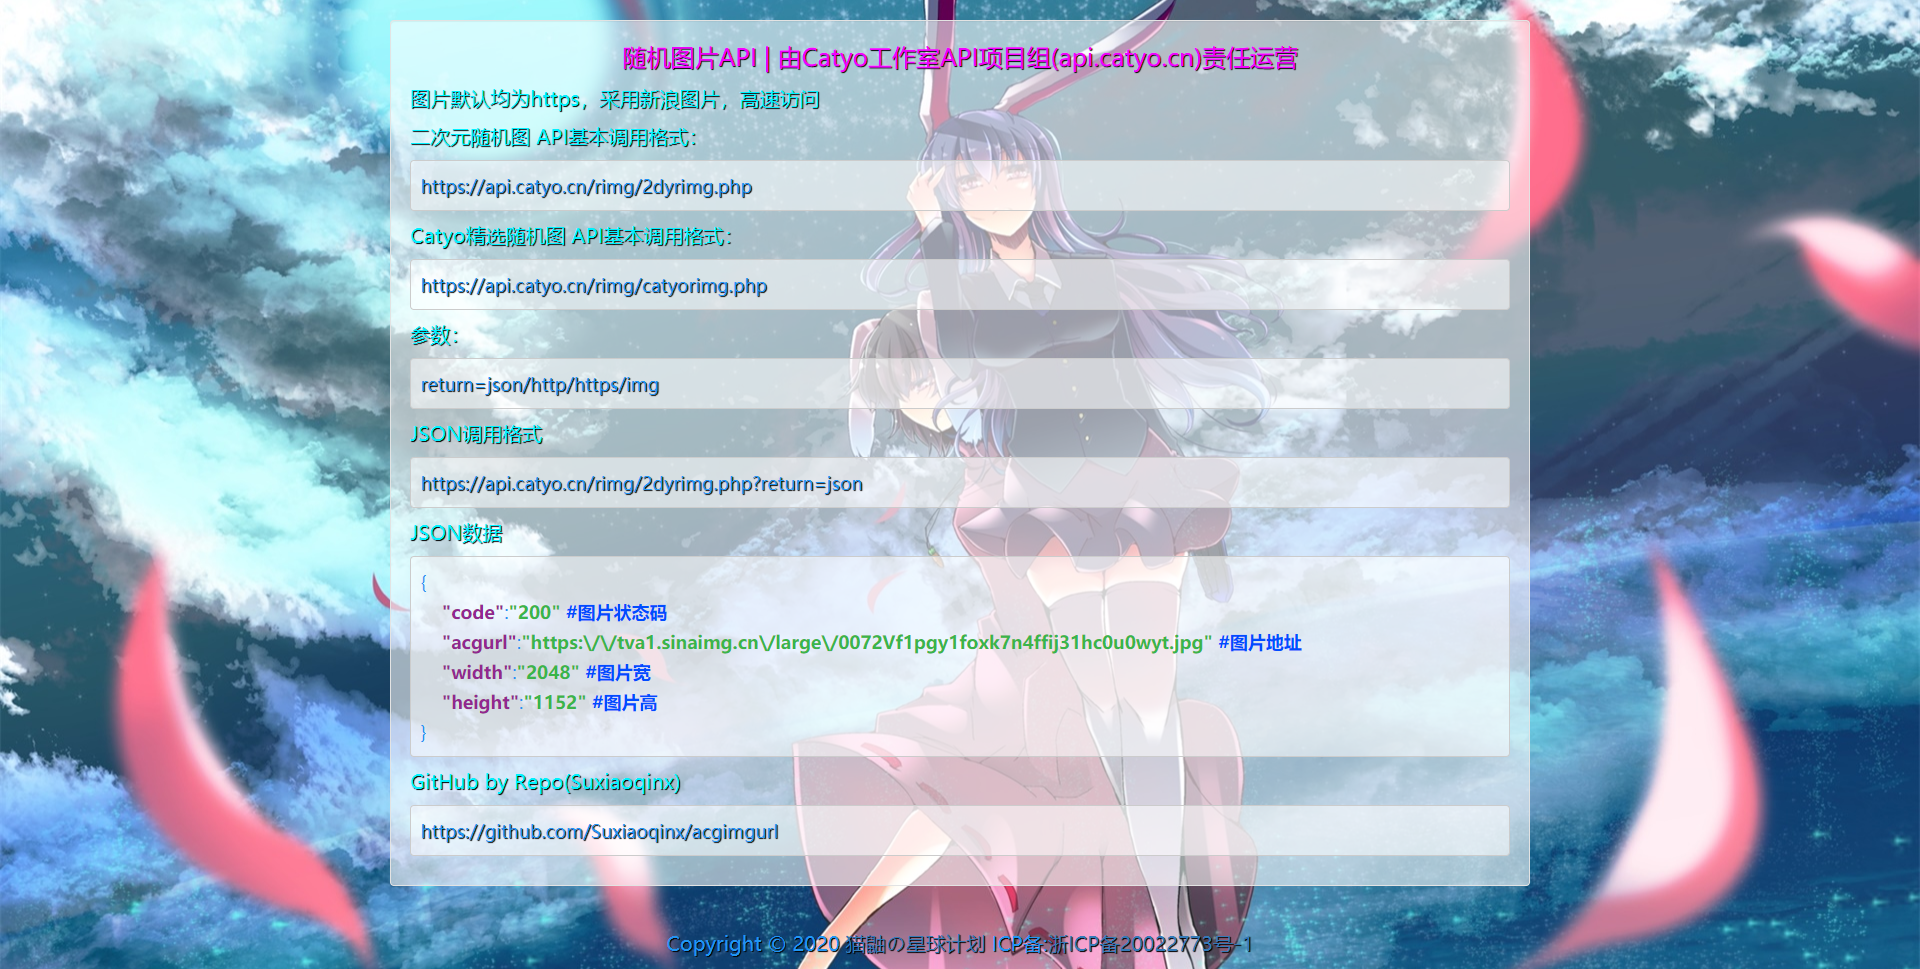 随机图片API | 由Catyo工作室API项目组(api.catyo.cn)责任运营
图片默认均为https，采用新浪图片，高速访问
二次元随机图 API基本调用格式：
https://api.catyo.cn/rimg/2dyrimg.php
Catyo精选随机图 API基本调用格式：
https://api.catyo.cn/rimg/catyorimg.php
参数：
return=json/http/https/img
JSON调用格式
https://api.catyo.cn/rimg/2dyrimg.php?return=json
JSON数据
{
"code":"200" #图片状态码
"acgurl":"https:\/\/tva1.sinaimg.cn\/large\/0072Vf1pgy1foxk7n4ffij31hc0u0wyt.jpg" #图片地址
"width":"2048" #图片宽
"height":"1152" #图片高
}
GitHub by Repo(Suxiaoqinx)
https://github.com/Suxiaoqinx/acgimgurl
Copyright © 2020 猫鼬の星球计划 ICP备:浙ICP备20022773号-1